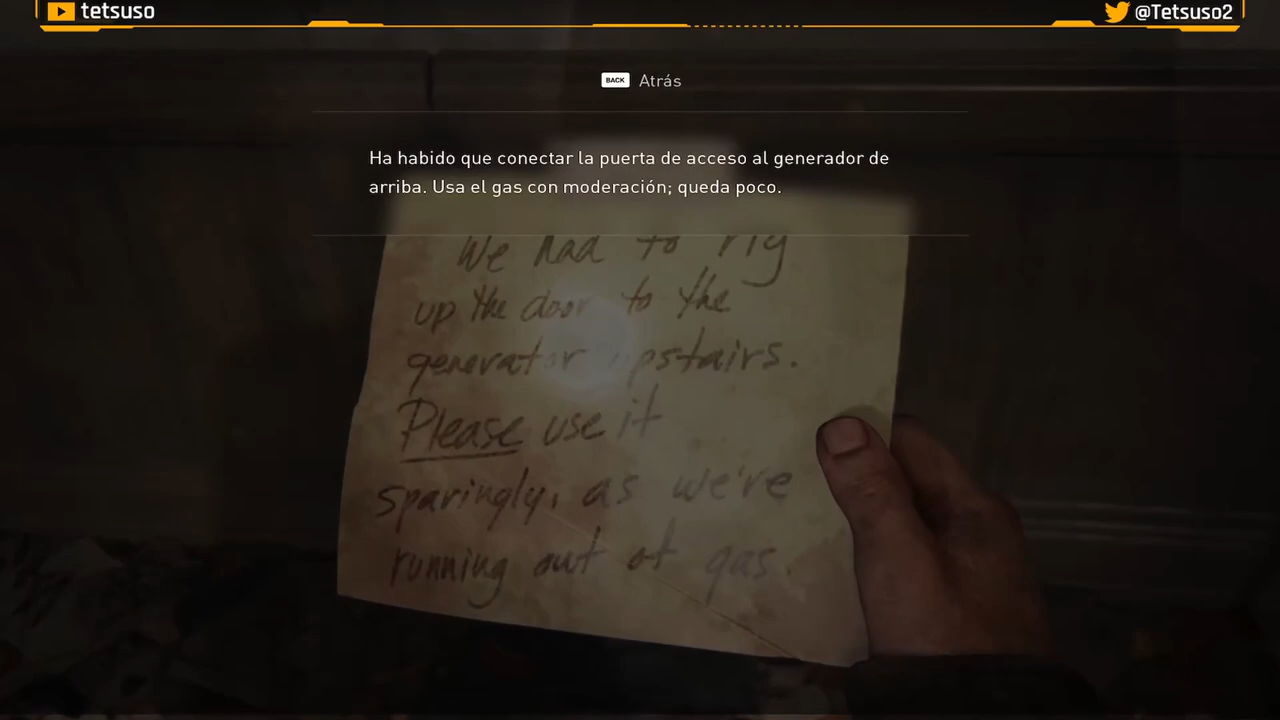 tetsuso
@Tetsuso2
BACK Atrás
Ha habido que conectar la puerta de acceso al generador de
arriba. Usa el gas con moderación; queda poco.
We had to rig
up the door to the
generator upstairs.
Please use it
sparingly, as we're
running out of gas.